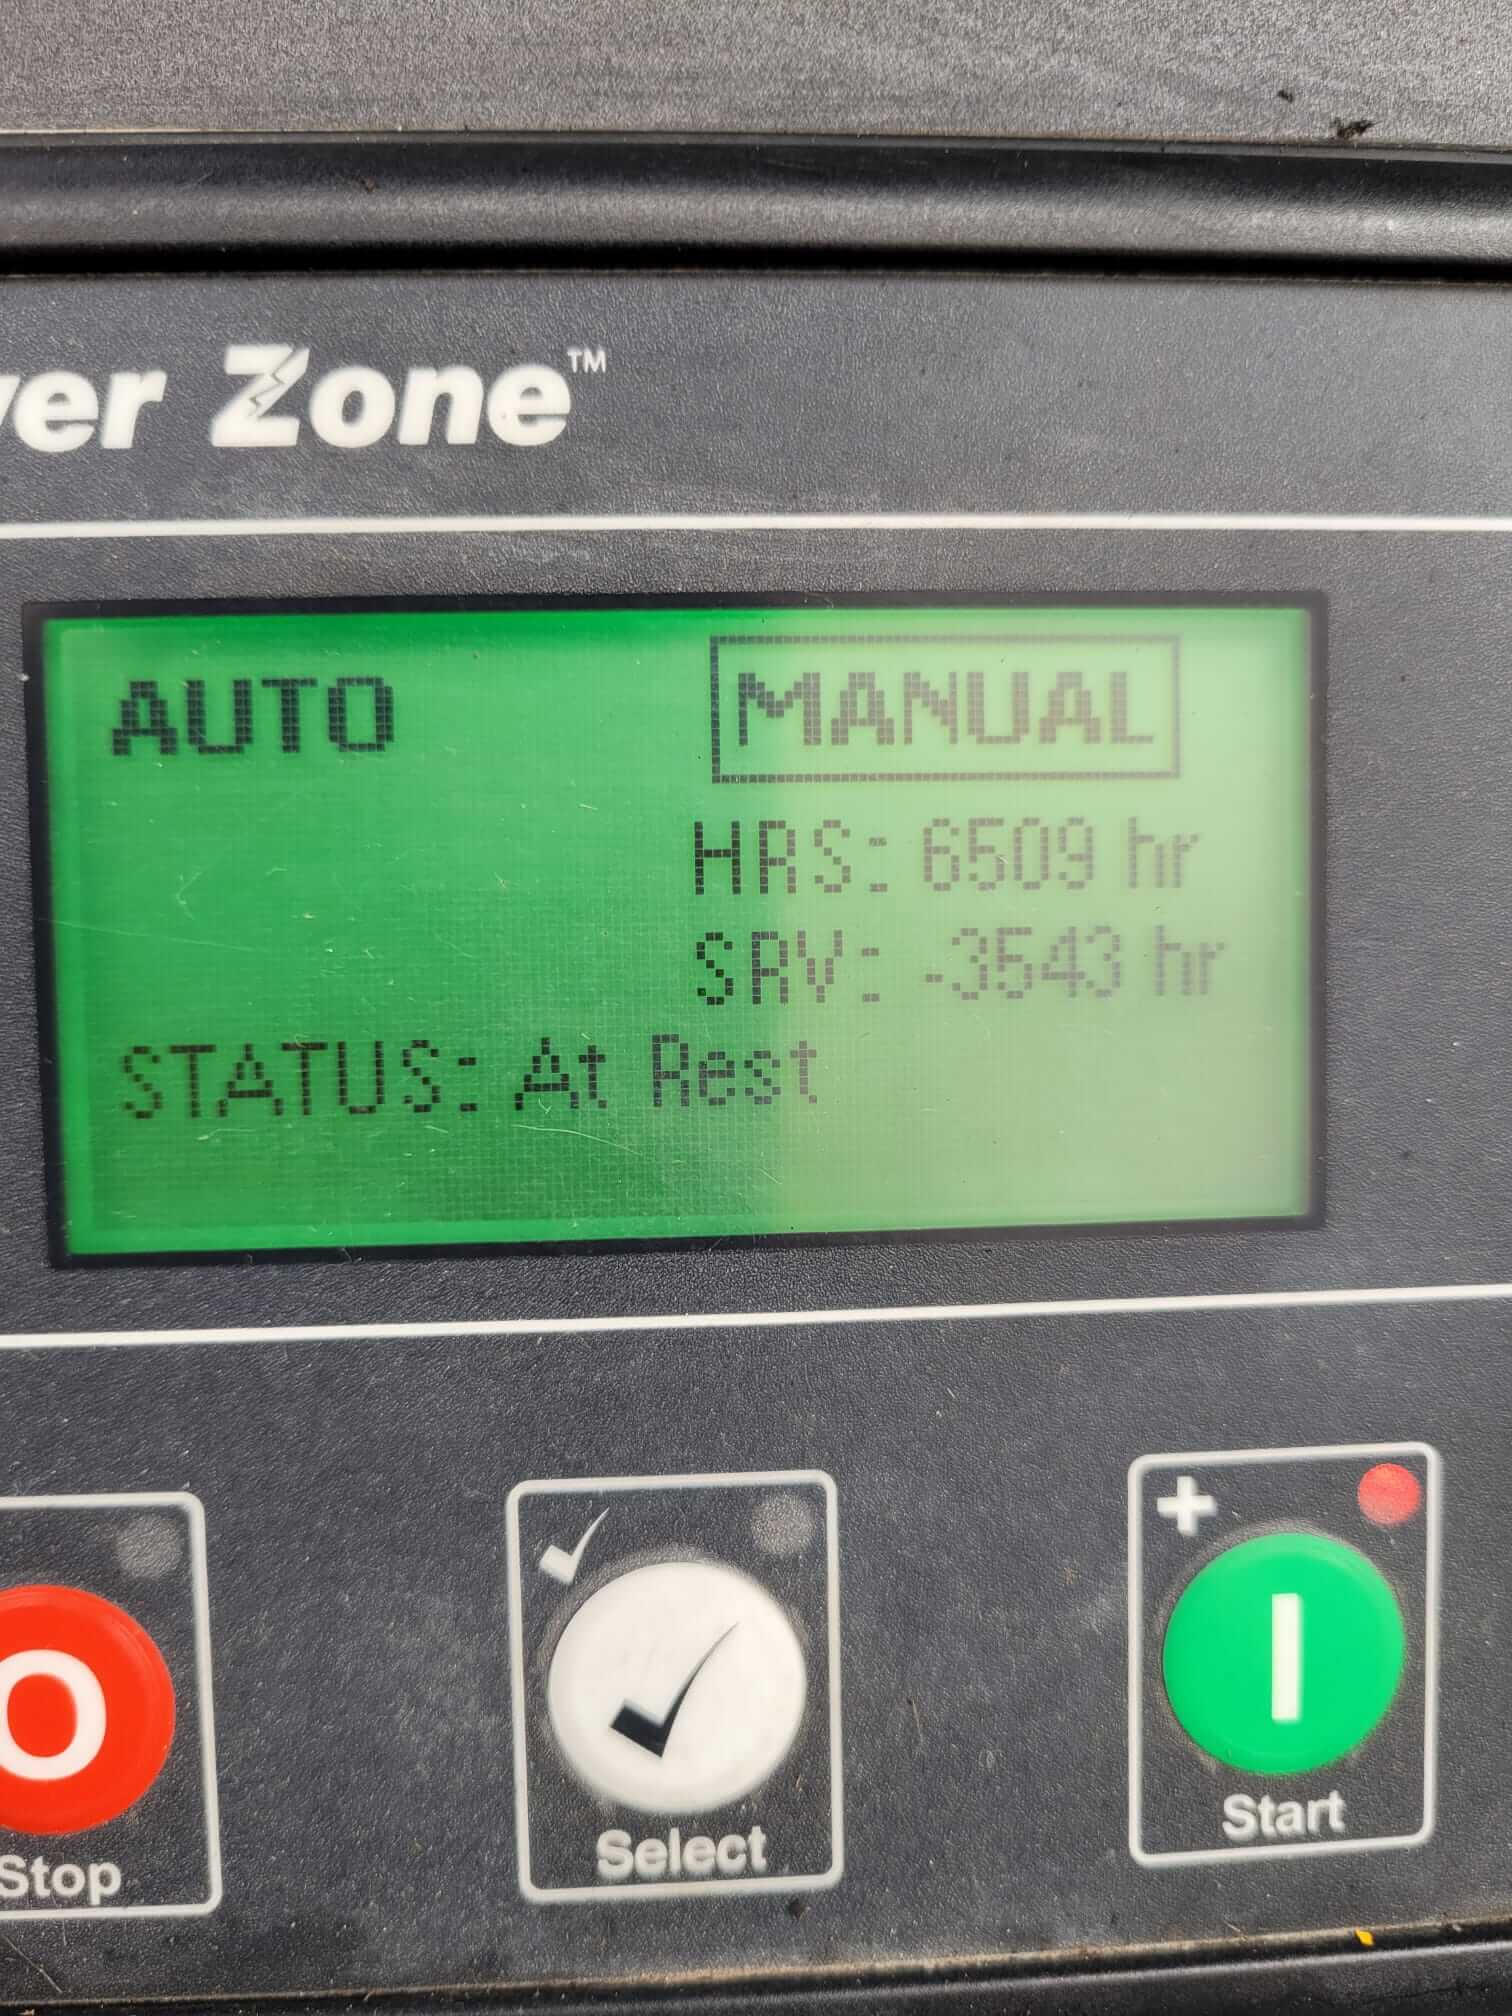 ver Zone™
AUTO MANUAL
HRS: 6509 hr
SRV: -3543 hr
STATUS: At Rest
Stop
Select
Start